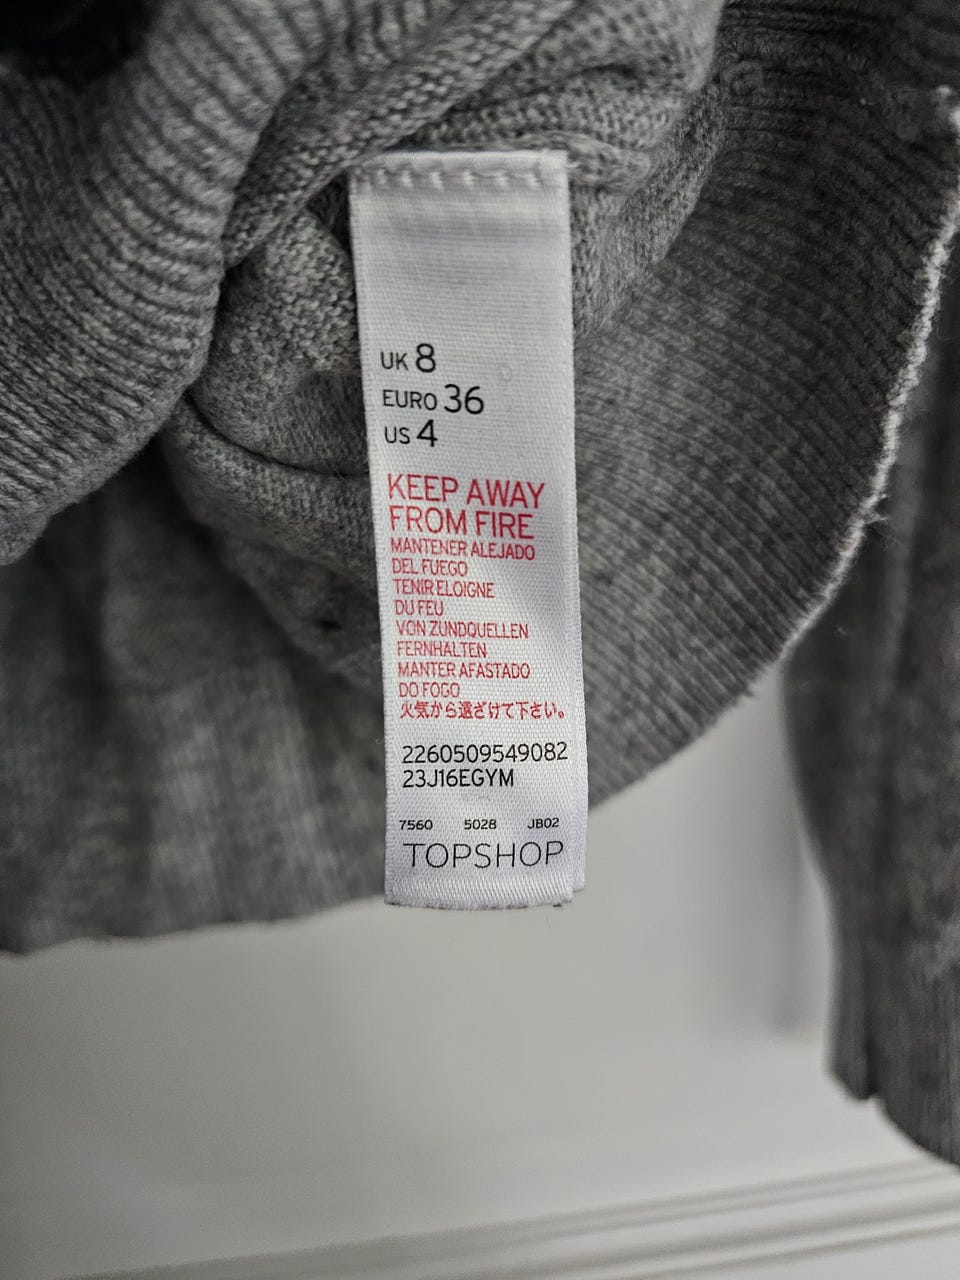 UK 8
EURO 36
US 4
KEEP AWAY
FROM FIRE
MANTENER ALEJADO
DEL FUEGO
TENIR ELOIGNE
DU FEU
VON ZUNDQUELLEN
FERNHALTEN
MANTER AFASTADO
DO FOGO
火気から遠ざけて下さい。
2260509549082
23J16EGYM
7560 5028 JB02
TOPSHOP